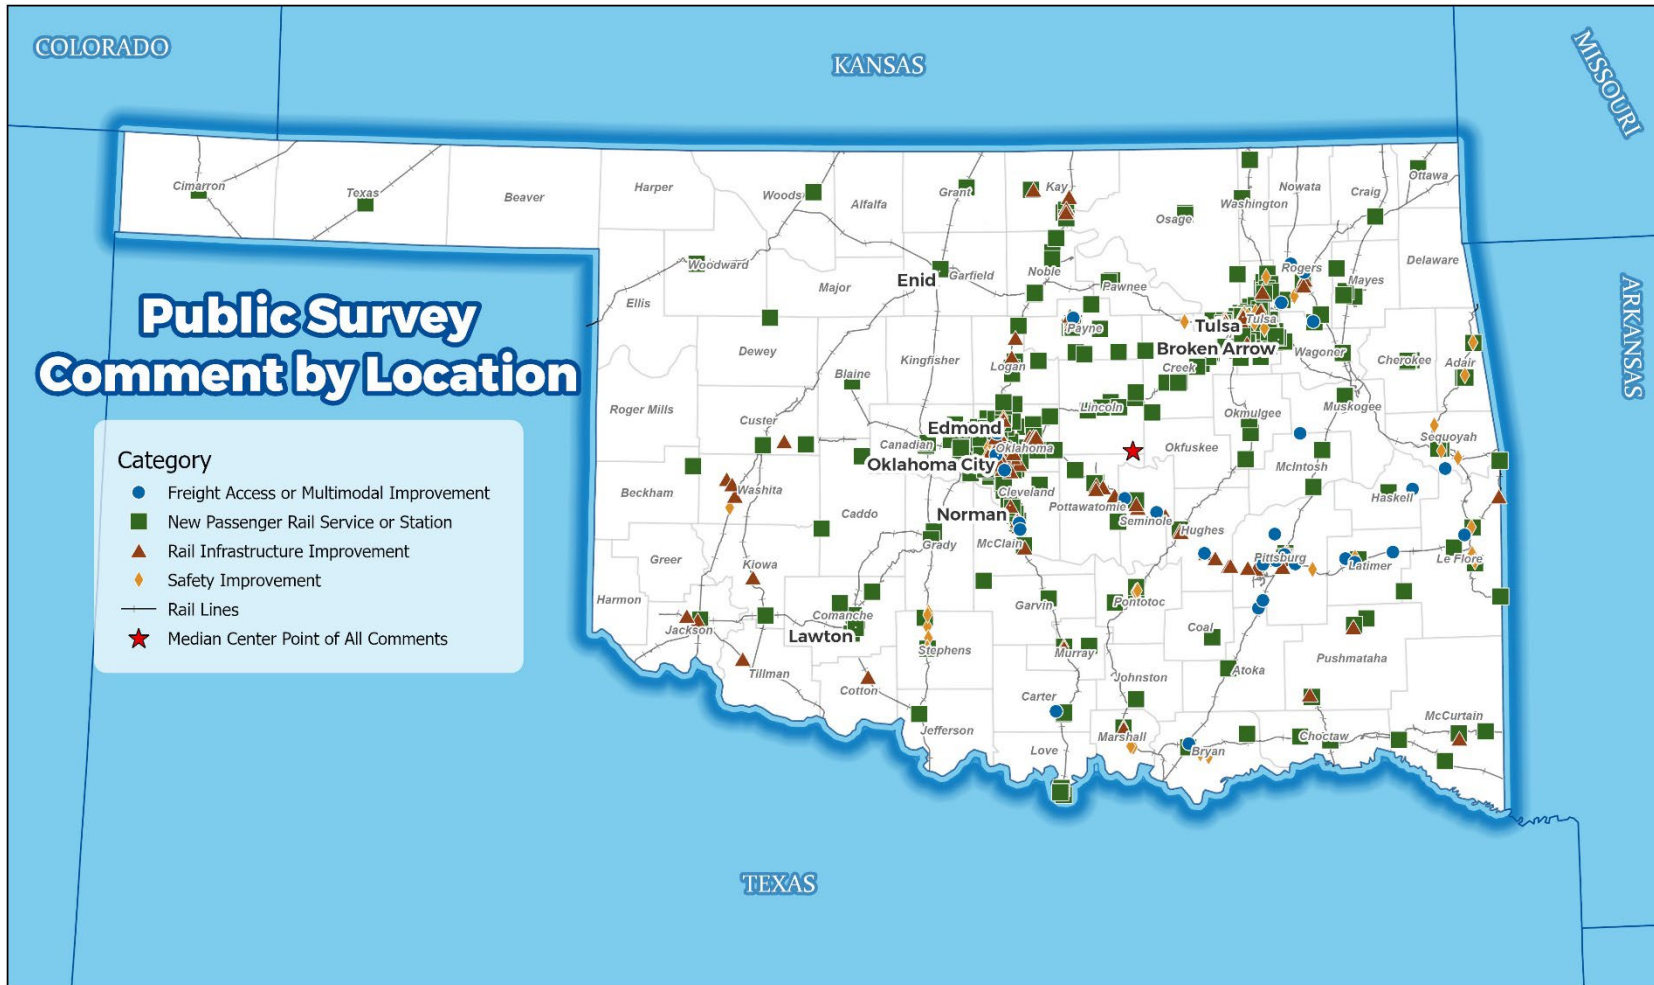 COLORADO
KANSAS
MISSOURI
ARKANSAS
TEXAS
Public Survey
Comment by Location
Category
Freight Access or Multimodal Improvement
New Passenger Rail Service or Station
Rail Infrastructure Improvement
Safety Improvement
Rail Lines
Median Center Point of All Comments
Cimarron
Texas
Beaver
Harper
Woods
Alfalfa
Grant
Kay
Osage
Washington
Nowata
Craig
Ottawa
Woodward
Ellis
Major
Enid
Garfield
Noble
Pawnee
Rogers
Mayes
Delaware
Dewey
Blaine
Kingfisher
Logan
Payne
Tulsa
Tulsa
Broken Arrow
Creek
Wagoner
Cherokee
Adair
Roger Mills
Custer
Canadian
Edmond
Oklahoma
Oklahoma City
Lincoln
Okfuskee
Okmulgee
Muskogee
McIntosh
Sequoyah
Beckham
Washita
Caddo
Grady
Cleveland
Norman
McClain
Pottawatomie
Seminole
Hughes
Pittsburg
Haskell
Latimer
Le Flore
Greer
Kiowa
Harmon
Jackson
Tillman
Comanche
Lawton
Cotton
Stephens
Garvin
Murray
Pontotoc
Coal
Atoka
Pushmataha
Jefferson
Carter
Johnston
Love
Marshall
Bryan
Choctaw
McCurtain